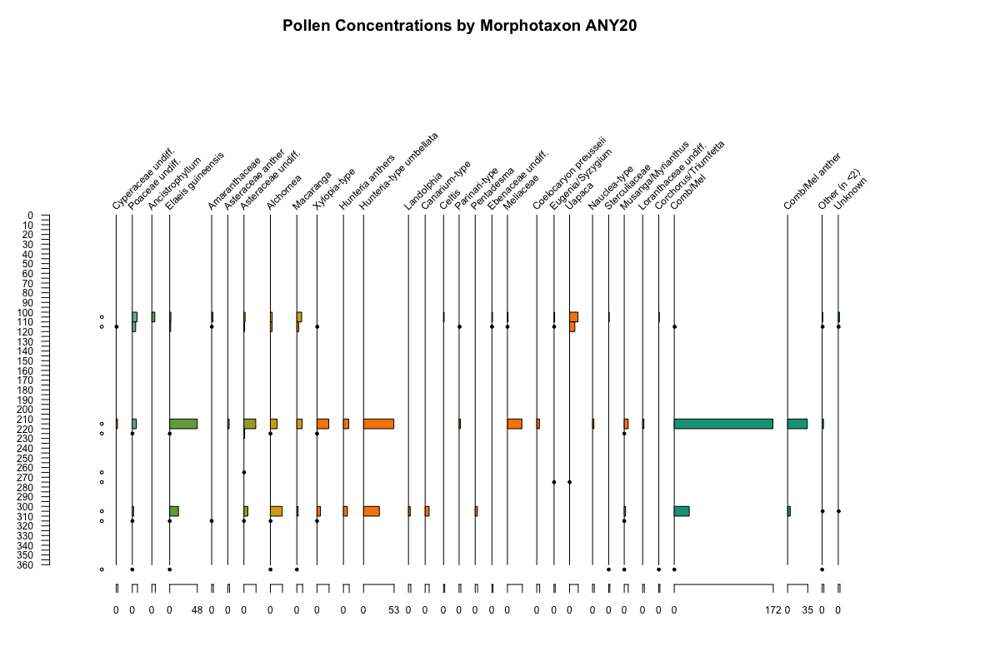 Pollen Concentrations by Morphotaxon ANY20
Cyperaceae undiff.
Poaceae undiff.
Ancistrophyllum
Elaeis guineensis
Amaranthaceae
Asteraceae anther
Asteraceae undiff.
Alchornea
Macaranga
Xylopia-type
Hunteria anthers
Hunteria-type umbellata
Landolphia
Canarium-type
Celtis
Parinari-type
Pentadesma
Ebenaceae undiff.
Meliaceae
Coelocaryon preusseii
Eugenia/Syzygium
Uapaca
Nauclea-type
Sterculiaceae
Musanga/Myrianthus
Loranthaceae undiff.
Corchorus/Triumfetta
Comb/Mel
Comb/Mel anther
Other (n <2)
Unknown
0
10
20
30
40
50
60
70
80
90
100
110
120
130
140
150
160
170
180
190
200
210
220
230
240
250
260
270
280
290
300
310
320
330
340
350
360
0 0 0 0 48 0 0 0 0 0 0 0 0 53 0 0 0 0 0 0 0 0 0 0 0 0 0 0 0 0 172 0 35 0 0